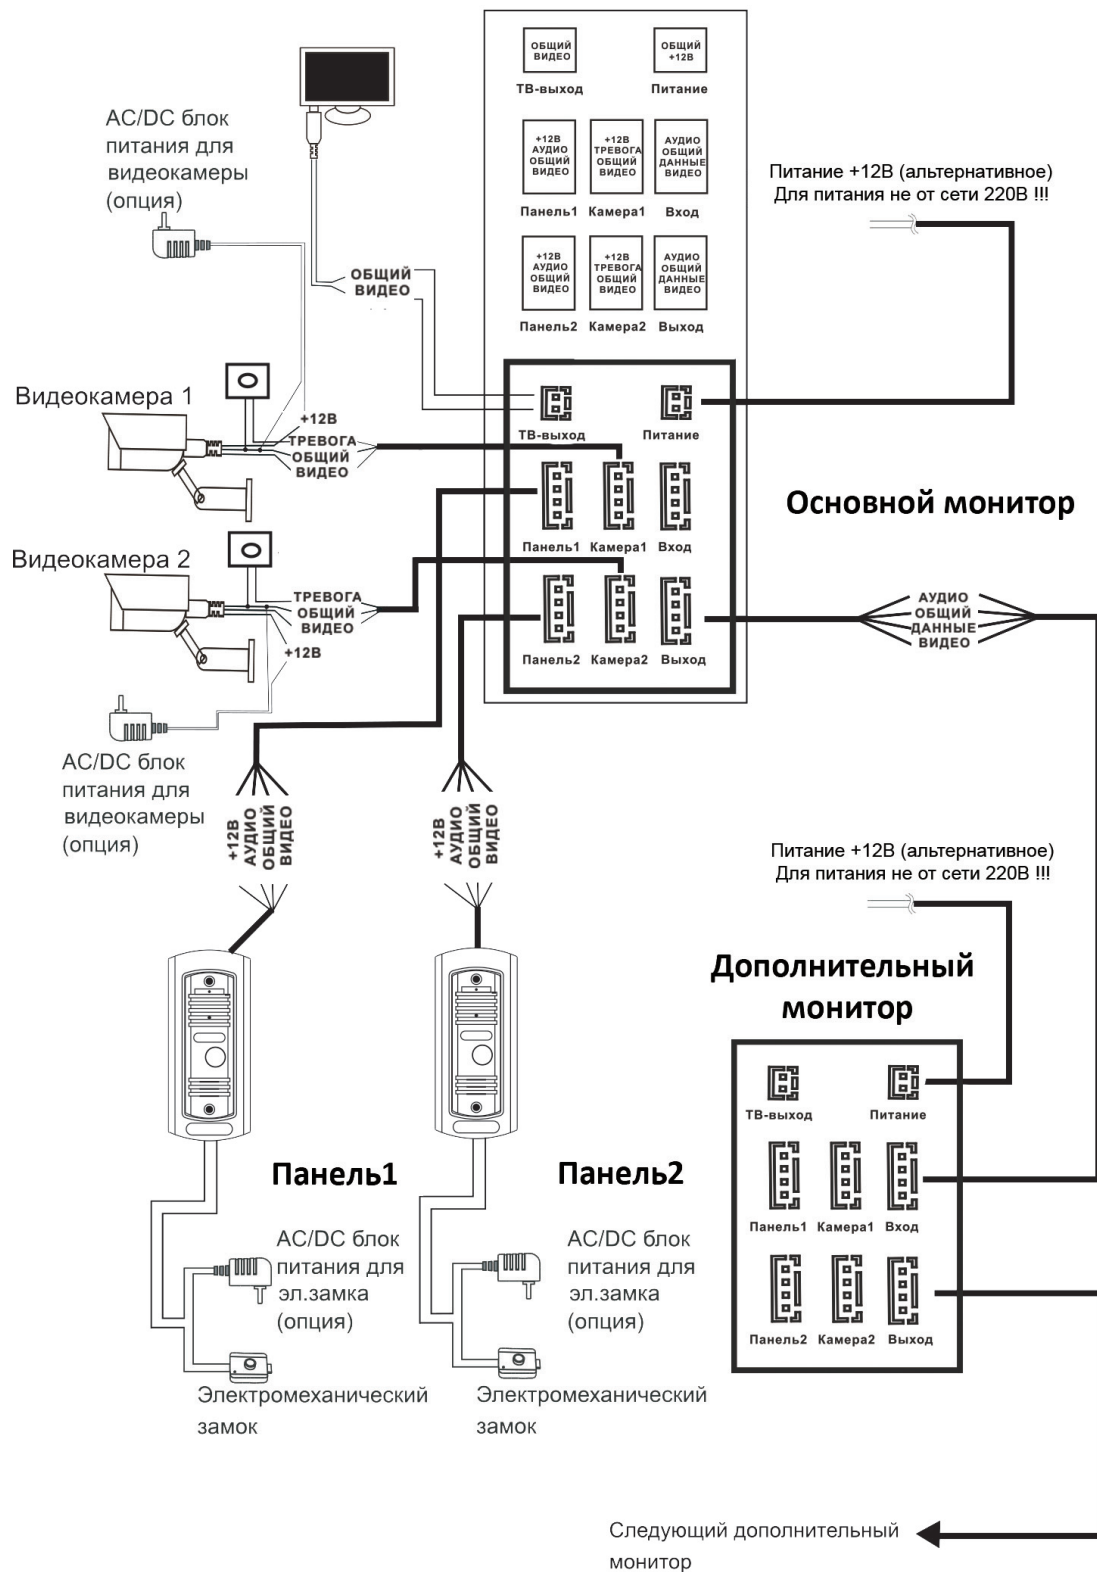 ОБЩИЙ
ВИДЕО
ТВ-выход
ОБЩИЙ
+12В
Питание
+12В
АУДИО
ОБЩИЙ
ВИДЕО
Панель1
+12В
ТРЕВОГА
ОБЩИЙ
ВИДЕО
Камера1
АУДИО
ОБЩИЙ
ДАННЫЕ
ВИДЕО
Вход
+12В
АУДИО
ОБЩИЙ
ВИДЕО
Панель2
+12В
ТРЕВОГА
ОБЩИЙ
ВИДЕО
Камера2
АУДИО
ОБЩИЙ
ДАННЫЕ
ВИДЕО
Выход
AC/DC блок
питания для
видеокамеры
(опция)
ОБЩИЙ
ВИДЕО
Питание +12В (альтернативное)
Для питания не от сети 220В !!!
Видеокамера 1
+12В
ТРЕВОГА
ОБЩИЙ
ВИДЕО
ТВ-выход
Питание
Панель1
Камера1
Вход
Панель2
Камера2
Выход
Основной монитор
Видеокамера 2
ТРЕВОГА
ОБЩИЙ
ВИДЕО
+12В
АУДИО
ОБЩИЙ
ДАННЫЕ
ВИДЕО
AC/DC блок
питания для
видеокамеры
(опция)
+12В
АУДИО
ОБЩИЙ
ВИДЕО
+12В
АУДИО
ОБЩИЙ
ВИДЕО
Питание +12В (альтернативное)
Для питания не от сети 220В !!!
Дополнительный
монитор
ТВ-выход
Питание
Панель1
Камера1
Вход
Панель2
Камера2
Выход
Панель1
Панель2
AC/DC блок
питания для
эл.замка
(опция)
AC/DC блок
питания для
эл.замка
(опция)
Электромеханический
замок
Электромеханический
замок
Следующий дополнительный
монитор